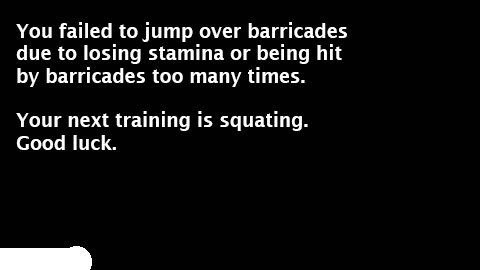 You failed to jump over barricades
due to losing stamina or being hit
by barricades too many times.
Your next training is squating.
Good luck.